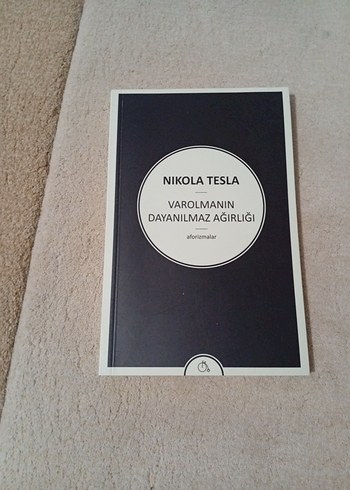 NIKOLA TESLA
VAROLMANIN
DAYANILMAZ AĞIRLIĞI
aforizmalar